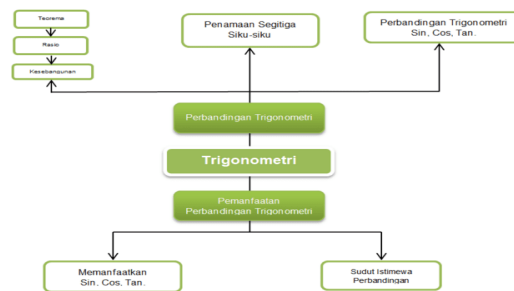 Teorema
Rasio
Kesebangunan
Penamaan Segitiga
Siku-siku
Perbandingan Trigonometri
Sin, Cos, Tan.
Perbandingan Trigonometri
Trigonometri
Pemanfaatan
Perbandingan Trigonometri
Memanfaatkan
Sin, Cos, Tan.
Sudut Istimewa
Perbandingan